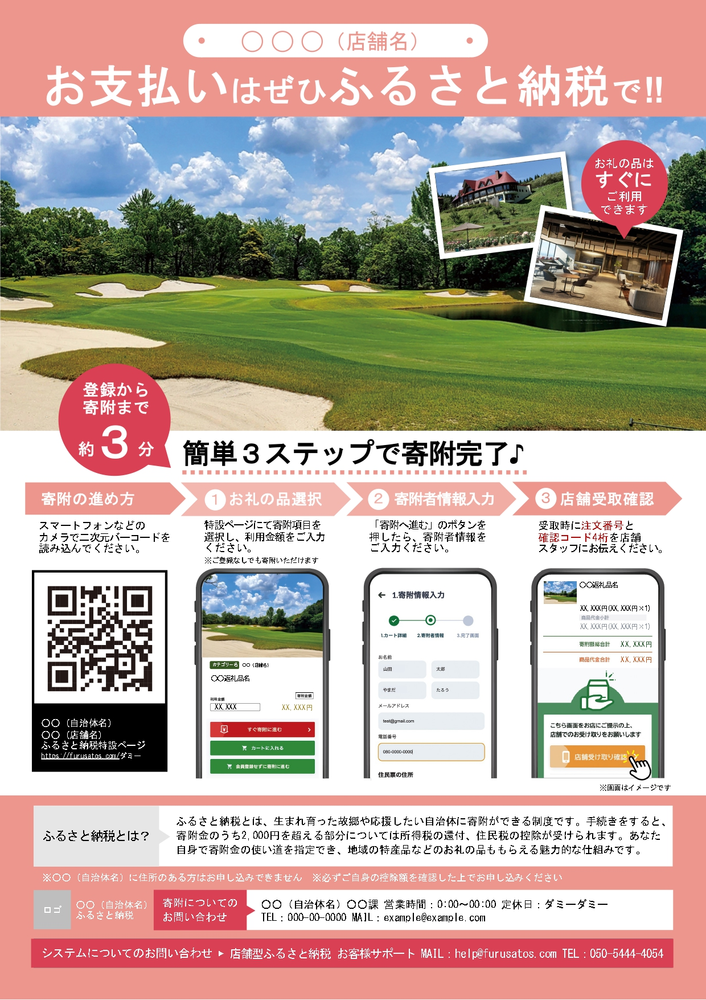 〇〇〇（店舗名）
お支払いはぜひふるさと納税で!!
お礼の品は
すぐに
ご利用
できます
登録から
寄附まで
約3分
簡単３ステップで寄附完了♪
寄附の進め方
スマートフォンなどの
カメラで二次元バーコードを
読み込んでください。
〇〇（自治体名）
〇〇（店舗名）
ふるさと納税特設ページ
https://furusatos.com/ダミー
1 お礼の品選択
特設ページにて寄附項目を
選択し、利用金額をご入力
ください。
※ご登録なしでも寄附いただけます
カテゴリー名 〇〇（店舗名）
〇〇返礼品名
利用金額
寄附金額
XX,XXX
XX,XXX円
すぐ寄附に進む
カートに入れる
会員登録せずに寄附に進む
2 寄附者情報入力
「寄附へ進む」のボタンを
押したら、寄附者情報を
ご入力ください。
← 1.寄附情報入力
1.カート詳細 2.寄附者情報 3.完了画面
お名前
山田 太郎
やまだ たろう
メールアドレス
test@gmail.com
電話番号
080-0000-0000
住民票の住所
3 店舗受取確認
受取時に注文番号と
確認コード4桁を店舗
スタッフにお伝えください。
〇〇返礼品名
XX,XXX円(XX,XXX円×1)
商品代金小計
XX,XXX円(XX,XXX円×1)
寄附額総合計 XX,XXX円
商品代金合計 XX,XXX円
こちら画面をお店にご提示の上、
店舗でのお受け取りをお願いします
店舗受け取り確認
※画面はイメージです
ふるさと納税とは？
ふるさと納税とは、生まれ育った故郷や応援したい自治体に寄附ができる制度です。手続きをすると、
寄附金のうち2,000円を超える部分については所得税の還付、住民税の控除が受けられます。あなた
自身で寄附金の使い道を指定でき、地域の特産品などのお礼の品ももらえる魅力的な仕組みです。
※〇〇（自治体名）に住所のある方はお申し込みできません ※必ずご自身の控除額を確認した上でお申し込みください
ロゴ
〇〇（自治体名）
ふるさと納税
寄附についての
お問い合わせ
〇〇（自治体名）〇〇課 営業時間：0:00〜00:00 定休日：ダミーダミー
TEL：000-00-0000 MAIL：example@example.com
システムについてのお問い合わせ ▶ 店舗型ふるさと納税 お客様サポート MAIL：help@furusatos.com TEL：050-5444-4054